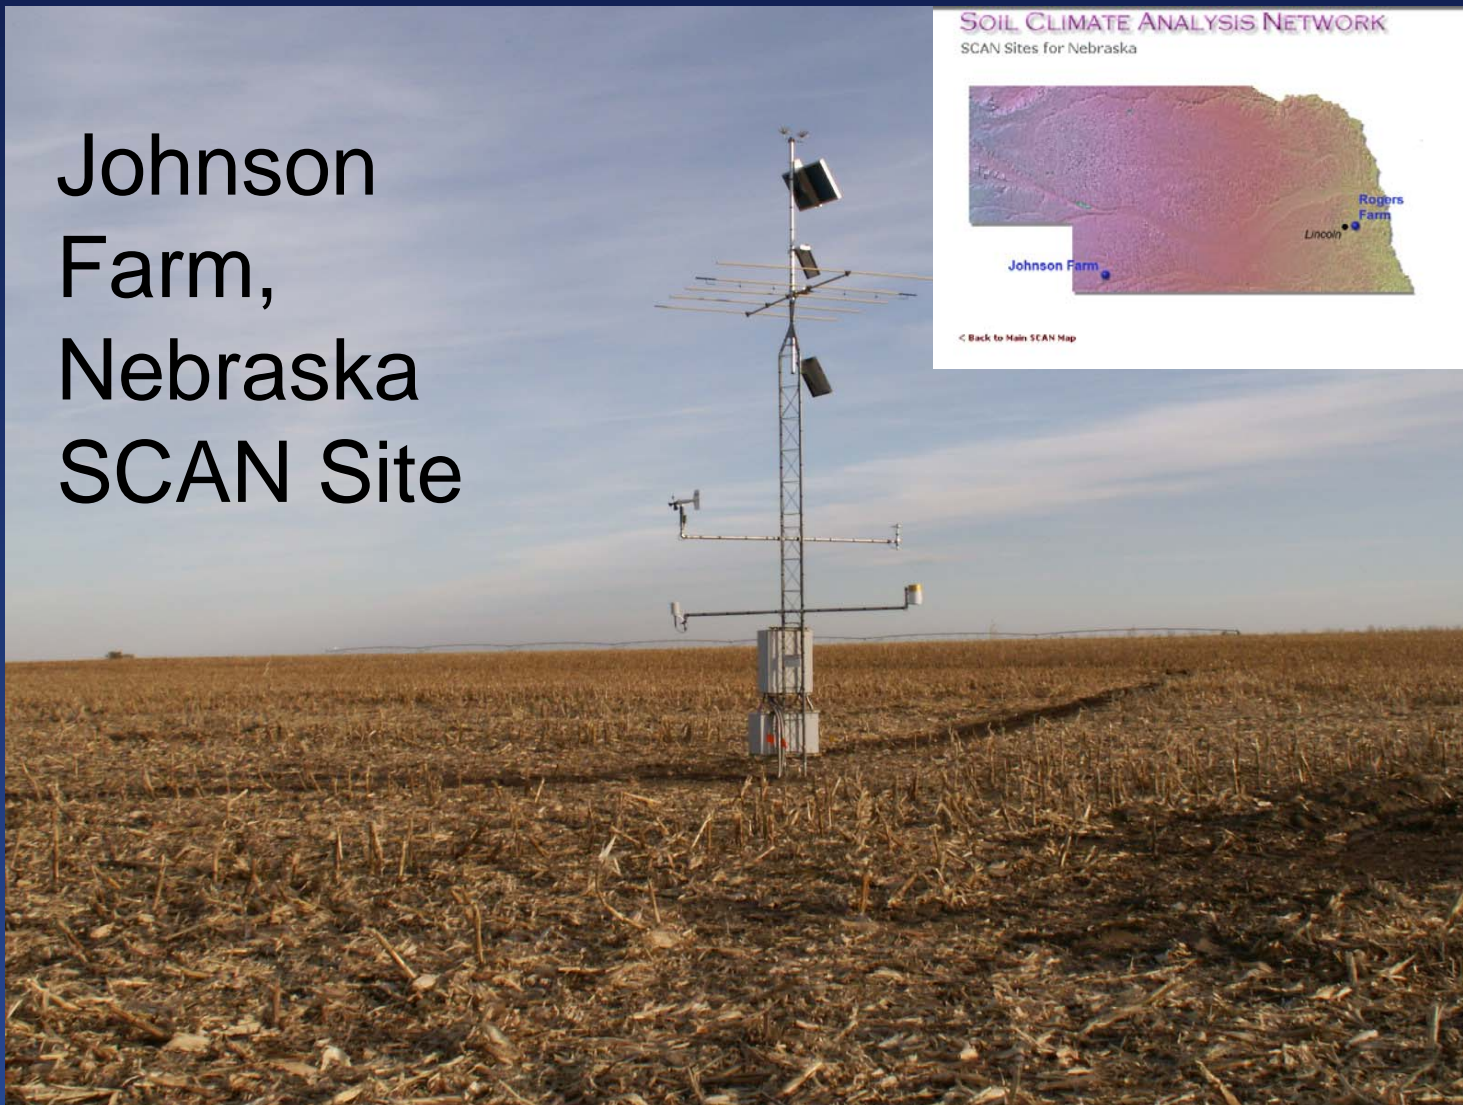 Johnson
Farm,
Nebraska
SCAN Site
SOIL CLIMATE ANALYSIS NETWORK
SCAN Sites for Nebraska
Rogers
Farm
Lincoln
Johnson Farm
< Back to Main SCAN Map